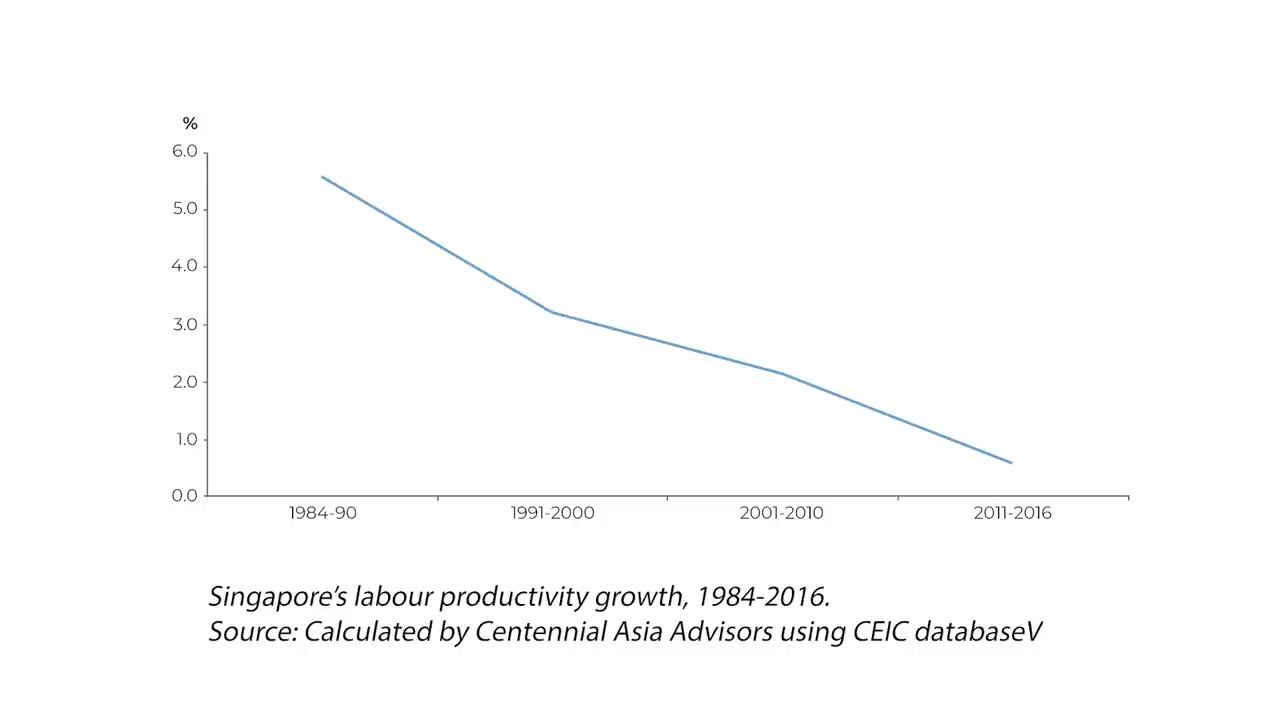 %
6.0
5.0
4.0
3.0
2.0
1.0
0.0
1984-90 1991-2000 2001-2010 2011-2016
Singapore’s labour productivity growth, 1984-2016.
Source: Calculated by Centennial Asia Advisors using CEIC databaseV